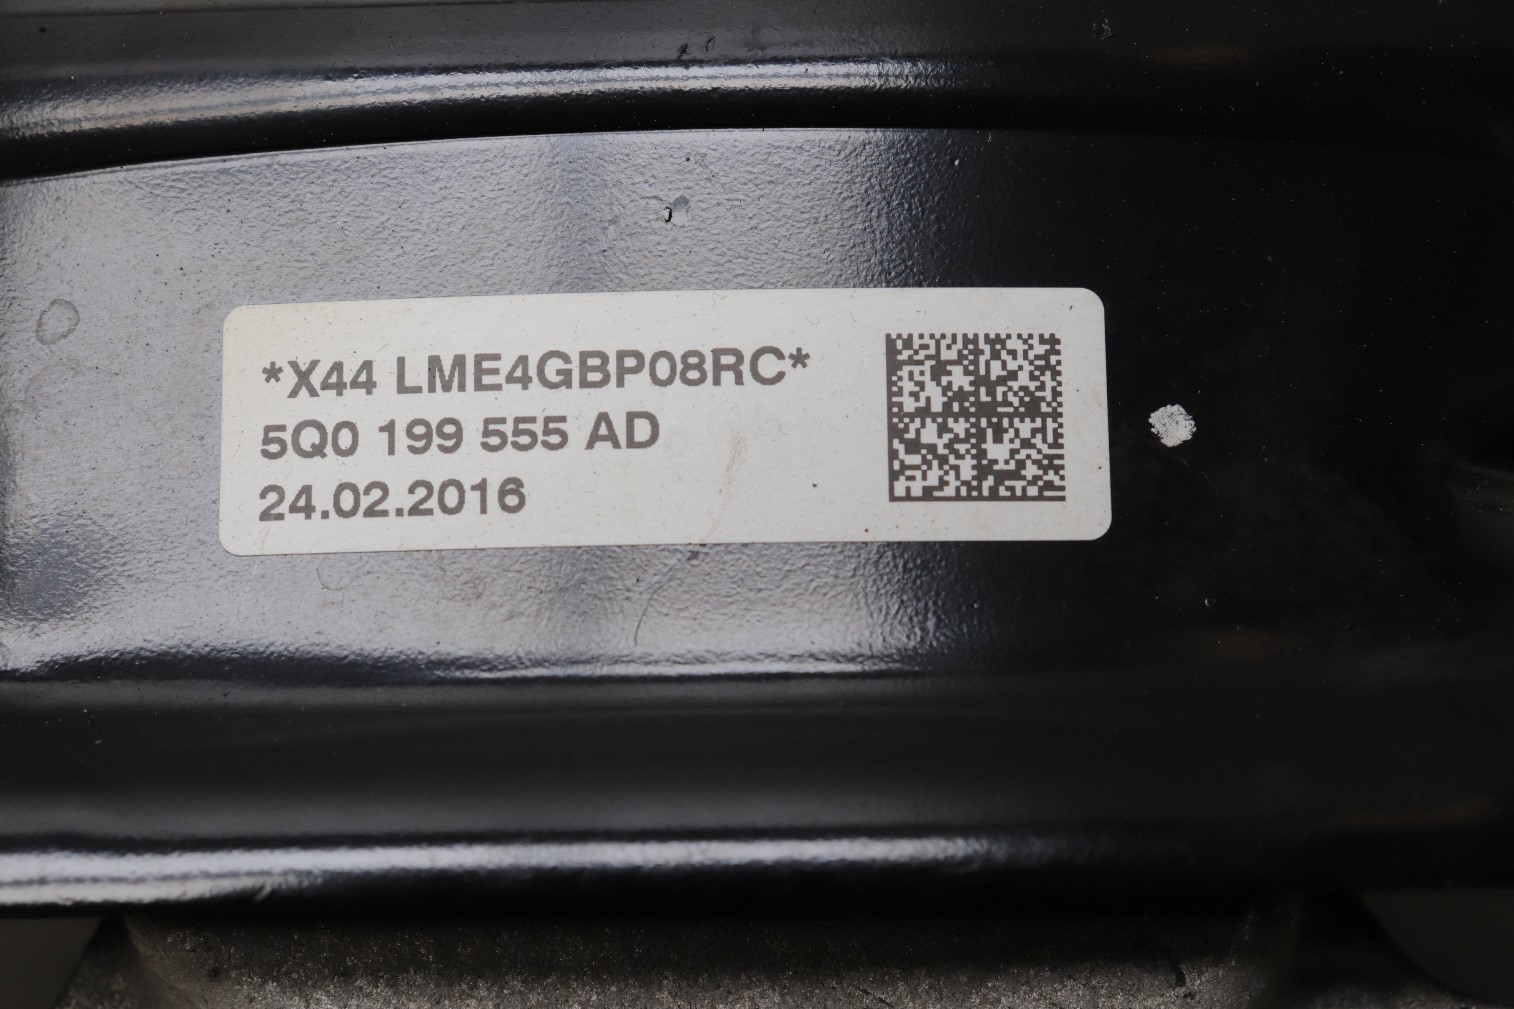 *X44 LME4GBP08RC*
5Q0 199 555 AD
24.02.2016